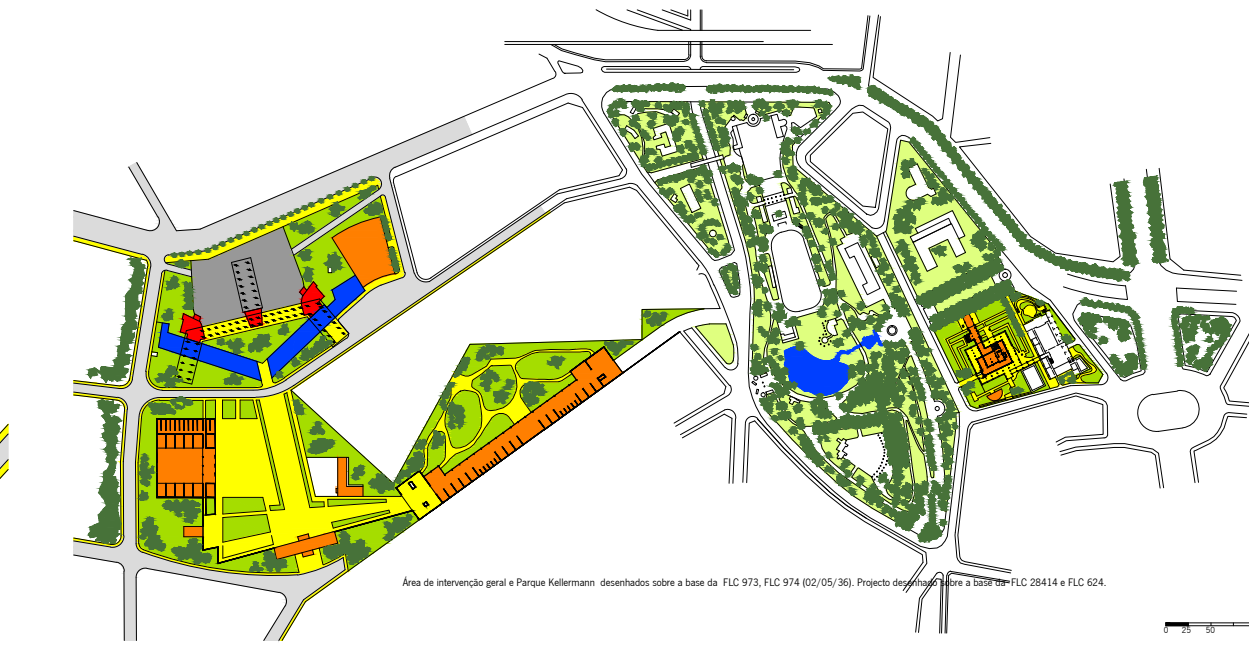 Área de intervenção geral e Parque Kellermann desenhados sobre a base da FLC 973, FLC 974 (02/05/36). Projecto desenhado sobre a base da FLC 28414 e FLC 624.
0 25 50